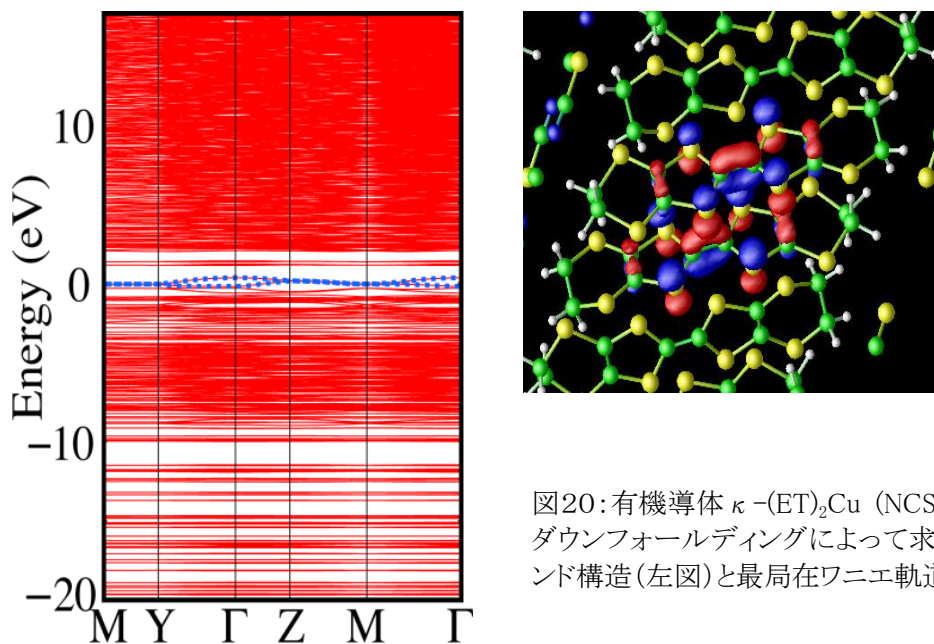 Energy (eV)
10
0
−10
−20
M Y Γ Z M Γ
図20：有機導体 κ-(ET)₂Cu (NCS
ダウンフォールディングによって求
ンド構造（左図）と最局在ワニエ軌道